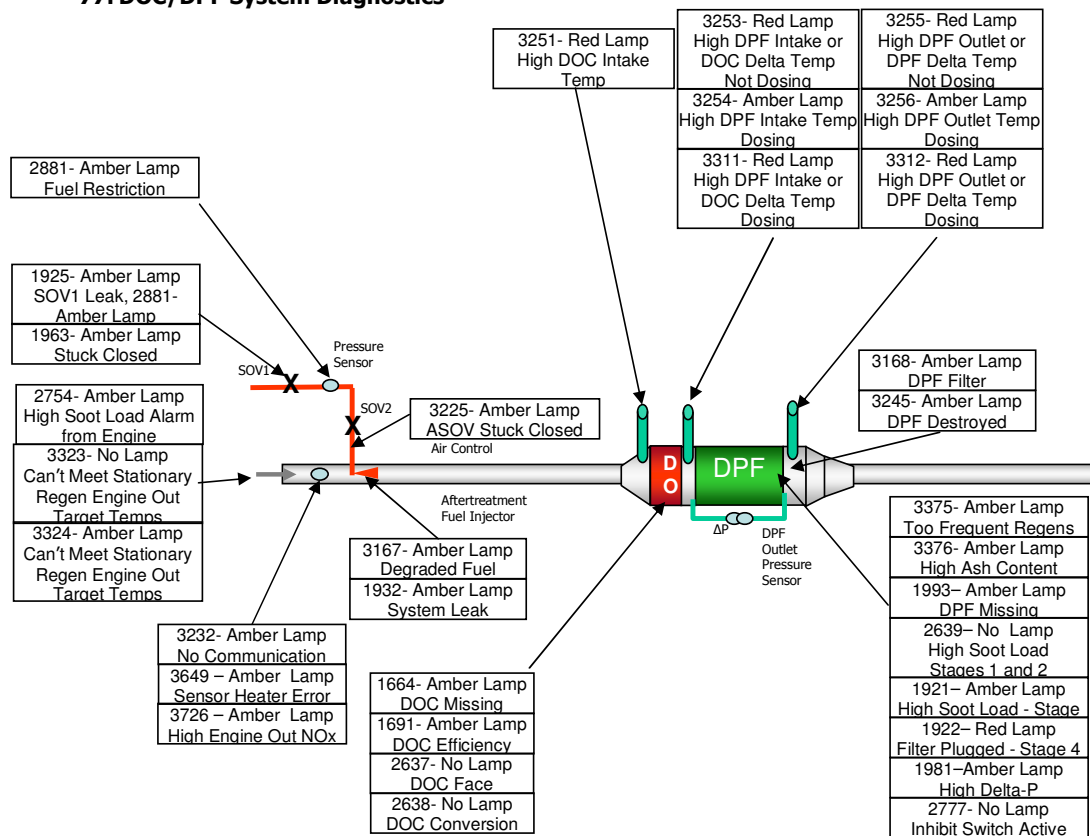 77. DOC/DPF System Diagnostics
3251- Red Lamp
High DOC Intake
Temp
3253- Red Lamp
High DPF Intake or
DOC Delta Temp
Not Dosing
3254- Amber Lamp
High DPF Intake Temp
Dosing
3311- Red Lamp
High DPF Intake or
DOC Delta Temp
Dosing
3255- Red Lamp
High DPF Outlet or
DPF Delta Temp
Not Dosing
3256- Amber Lamp
High DPF Outlet Temp
Dosing
3312- Red Lamp
High DPF Outlet or
DPF Delta Temp
Dosing
2881- Amber Lamp
Fuel Restriction
1925- Amber Lamp
SOV1 Leak, 2881-
Amber Lamp
1963- Amber Lamp
Stuck Closed
Pressure
Sensor
SOV1
X
SOV2
X
2754- Amber Lamp
High Soot Load Alarm
from Engine
3323- No Lamp
Can't Meet Stationary
Regen Engine Out
Target Temps
3324- Amber Lamp
Can't Meet Stationary
Regen Engine Out
Target Temps
3225- Amber Lamp
ASOV Stuck Closed
Air Control
3168- Amber Lamp
DPF Filter
3245- Amber Lamp
DPF Destroyed
D
O
DPF
Aftertreatment
Fuel Injector
ΔP
DPF
Outlet
Pressure
Sensor
3167- Amber Lamp
Degraded Fuel
1932- Amber Lamp
System Leak
3232- Amber Lamp
No Communication
3649 – Amber Lamp
Sensor Heater Error
3726 – Amber Lamp
High Engine Out NOx
1664- Amber Lamp
DOC Missing
1691- Amber Lamp
DOC Efficiency
2637- No Lamp
DOC Face
2638- No Lamp
DOC Conversion
3375- Amber Lamp
Too Frequent Regens
3376- Amber Lamp
High Ash Content
1993– Amber Lamp
DPF Missing
2639– No Lamp
High Soot Load
Stages 1 and 2
1921– Amber Lamp
High Soot Load - Stage
1922– Red Lamp
Filter Plugged - Stage 4
1981–Amber Lamp
High Delta-P
2777- No Lamp
Inhibit Switch Active